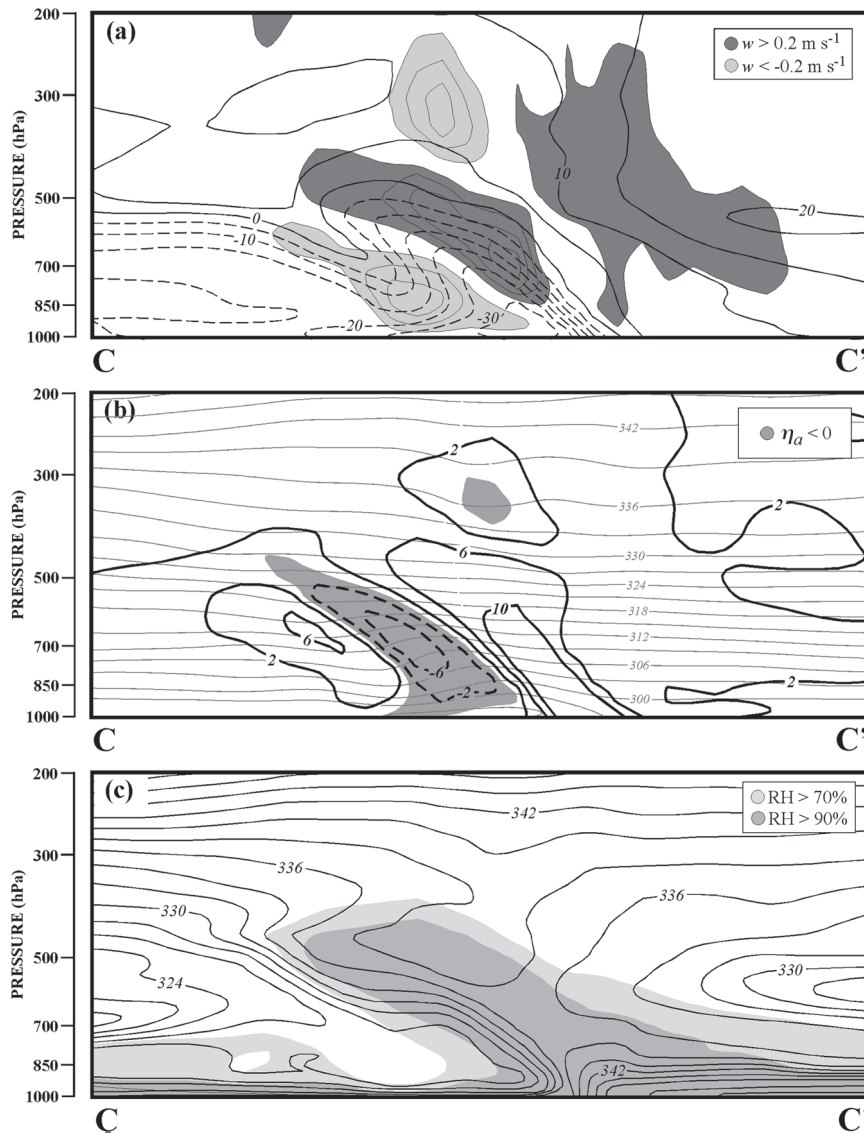 200
(a)
w > 0.2 m s-1
w < -0.2 m s-1
300
10
PRESSURE (hPa)
500
0
20
-10
700
850
-20
-30
1000
C
C'
200
(b)
342
ηa < 0
2
300
336
2
PRESSURE (hPa)
6
330
500
324
10
318
6
312
700
2
-6
306
850
-2
2
300
1000
C
C'
200
(c)
342
RH > 70%
RH > 90%
300
336
336
PRESSURE (hPa)
330
500
330
324
700
850
342
1000
C
C'